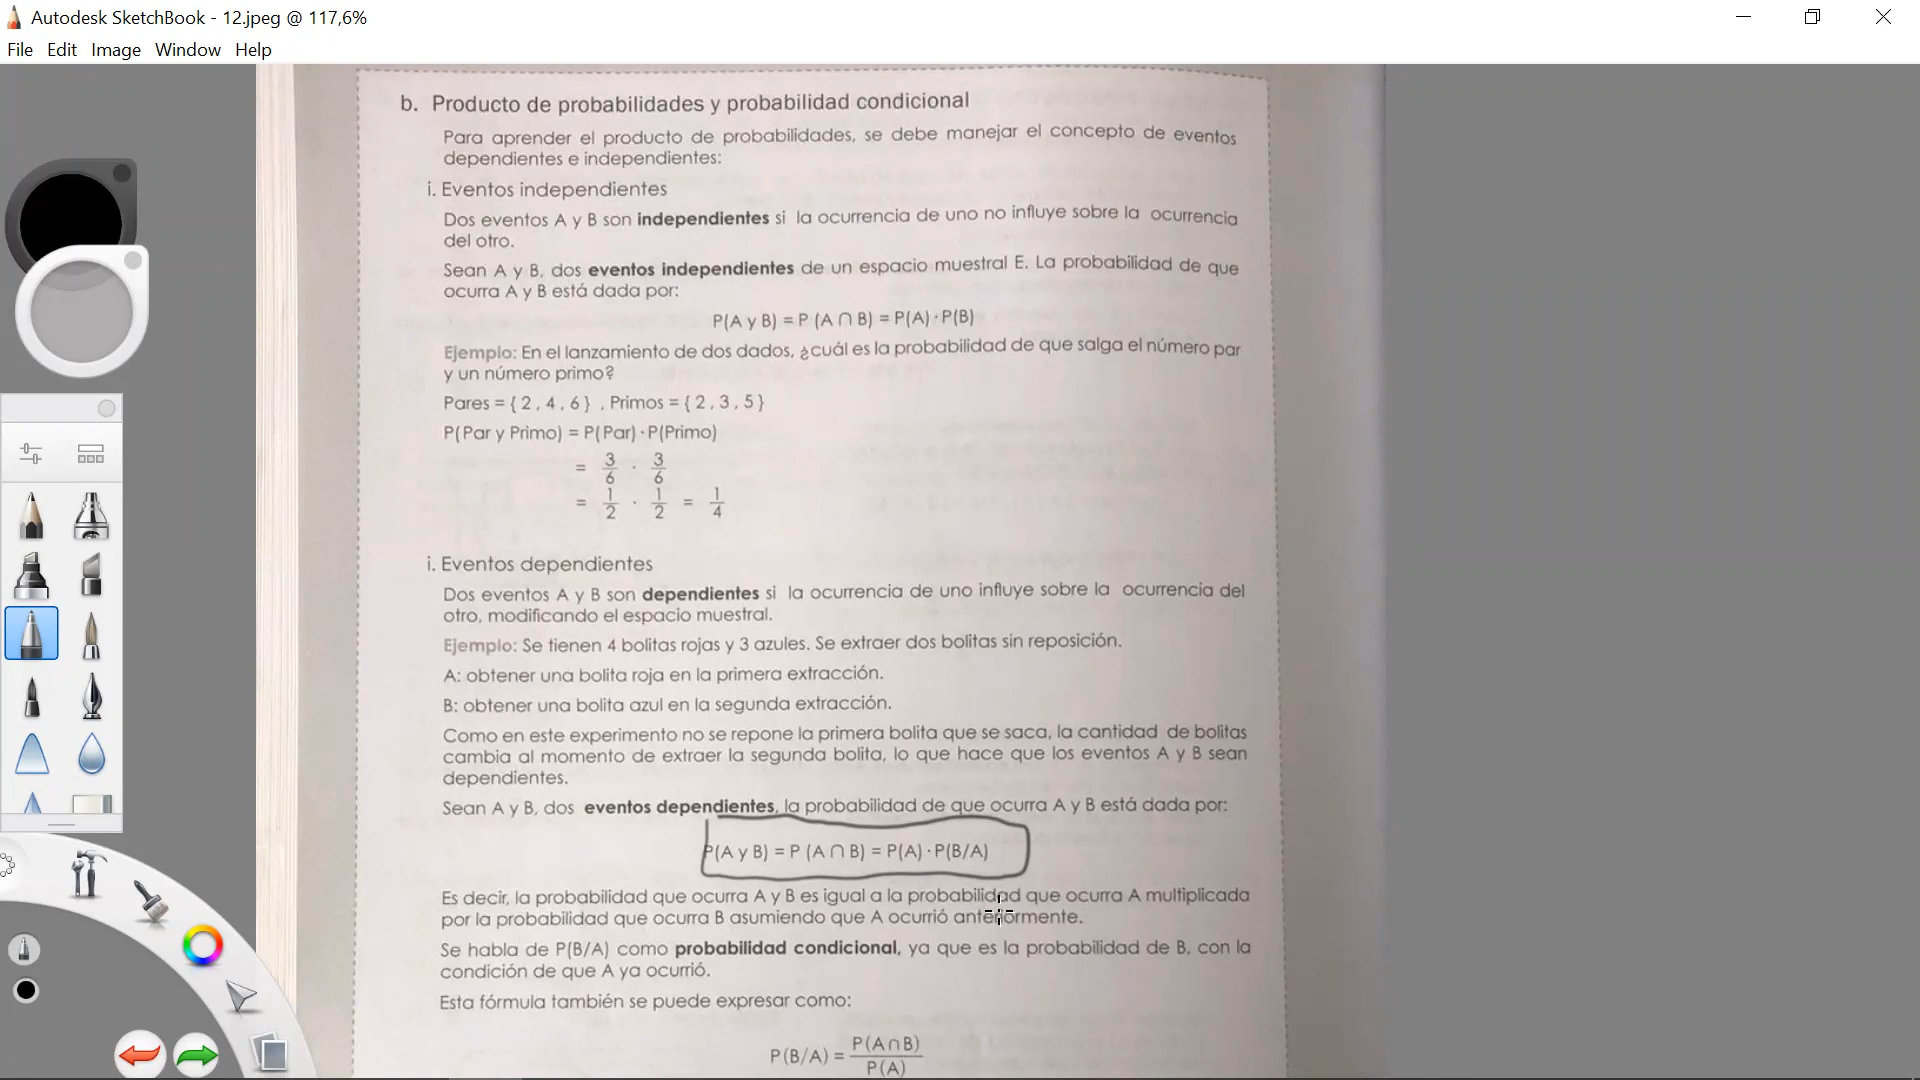 Autodesk SketchBook - 12.jpeg @ 117,6%
File Edit Image Window Help
b. Producto de probabilidades y probabilidad condicional
Para aprender el producto de probabilidades, se debe manejar el concepto de eventos
dependientes e independientes:
i. Eventos independientes
Dos eventos A y B son independientes si la ocurrencia de uno no influye sobre la ocurrencia
del otro.
Sean A y B, dos eventos independientes de un espacio muestral E. La probabilidad de que
ocurra A y B está dada por:
P(A y B) = P (A ∩ B) = P(A) · P(B)
Ejemplo: En el lanzamiento de dos dados, ¿cuál es la probabilidad de que salga el número par
y un número primo?
Pares = { 2 , 4 , 6 } , Primos = { 2 , 3 , 5 }
P( Par y Primo) = P( Par) · P(Primo)
= 3/6 · 3/6
= 1/2 · 1/2 = 1/4
i. Eventos dependientes
Dos eventos A y B son dependientes si la ocurrencia de uno influye sobre la ocurrencia del
otro, modificando el espacio muestral.
Ejemplo: Se tienen 4 bolitas rojas y 3 azules. Se extraer dos bolitas sin reposición.
A: obtener una bolita roja en la primera extracción.
B: obtener una bolita azul en la segunda extracción.
Como en este experimento no se repone la primera bolita que se saca, la cantidad de bolitas
cambia al momento de extraer la segunda bolita, lo que hace que los eventos A y B sean
dependientes.
Sean A y B, dos eventos dependientes, la probabilidad de que ocurra A y B está dada por:
P(A y B) = P (A ∩ B) = P(A) · P(B/A)
Es decir, la probabilidad que ocurra A y B es igual a la probabilidad que ocurra A multiplicada
por la probabilidad que ocurra B asumiendo que A ocurrió anteriormente.
Se habla de P(B/A) como probabilidad condicional, ya que es la probabilidad de B, con la
condición de que A ya ocurrió.
Esta fórmula también se puede expresar como:
P(B/A) = P(A∩B)/P(A)